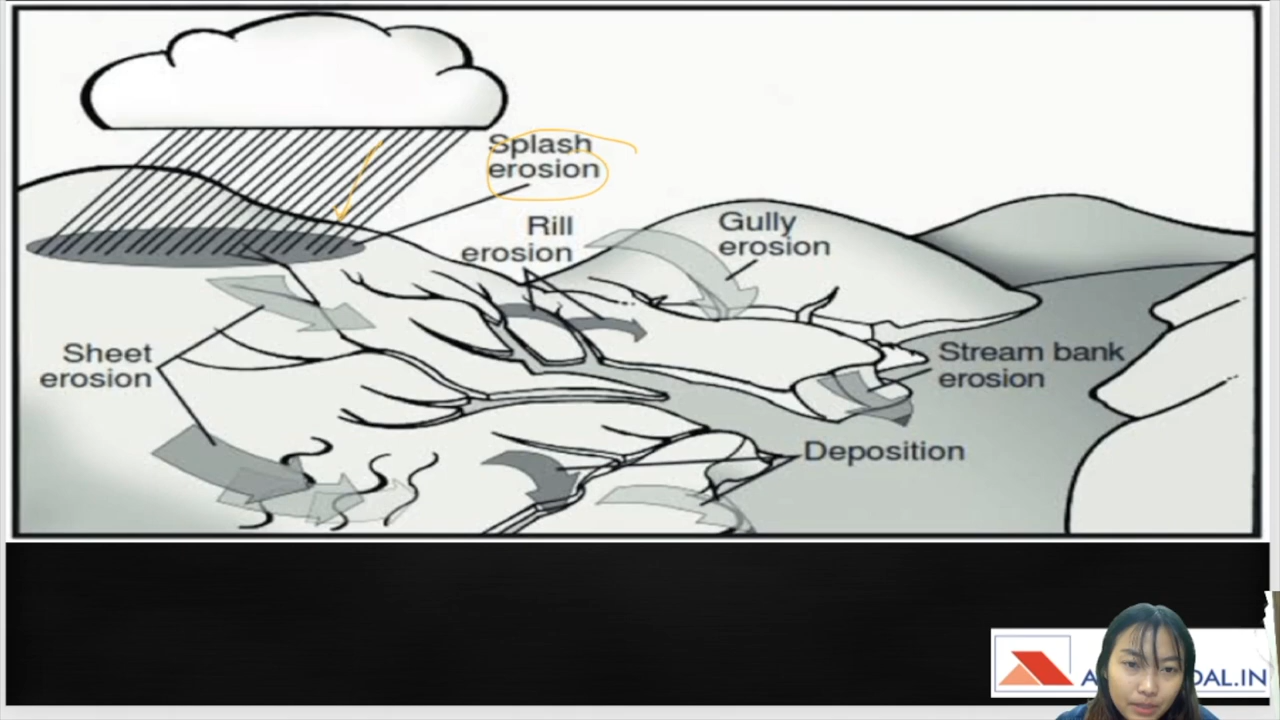 Splash
erosion
Rill
erosion
Gully
erosion
Sheet
erosion
Stream bank
erosion
Deposition